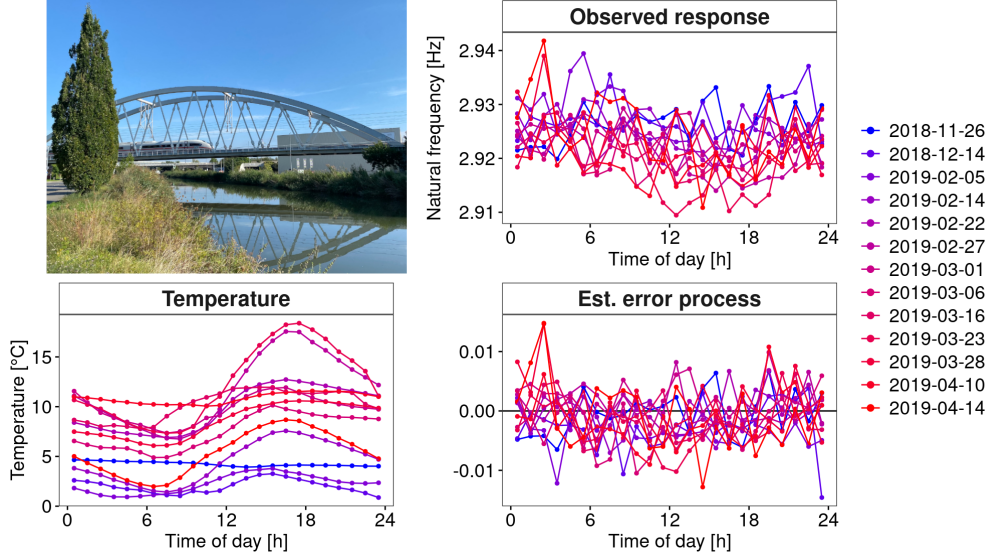 Observed response
Natural frequency [Hz]
2.94
2.93
2.92
2.91
0 6 12 18 24
Time of day [h]
2018-11-26
2018-12-14
2019-02-05
2019-02-14
2019-02-22
2019-02-27
2019-03-01
2019-03-06
2019-03-16
2019-03-23
2019-03-28
2019-04-10
2019-04-14
Temperature
Temperature [°C]
15
10
5
0
0 6 12 18 24
Time of day [h]
Est. error process
0.01
0.00
-0.01
0 6 12 18 24
Time of day [h]